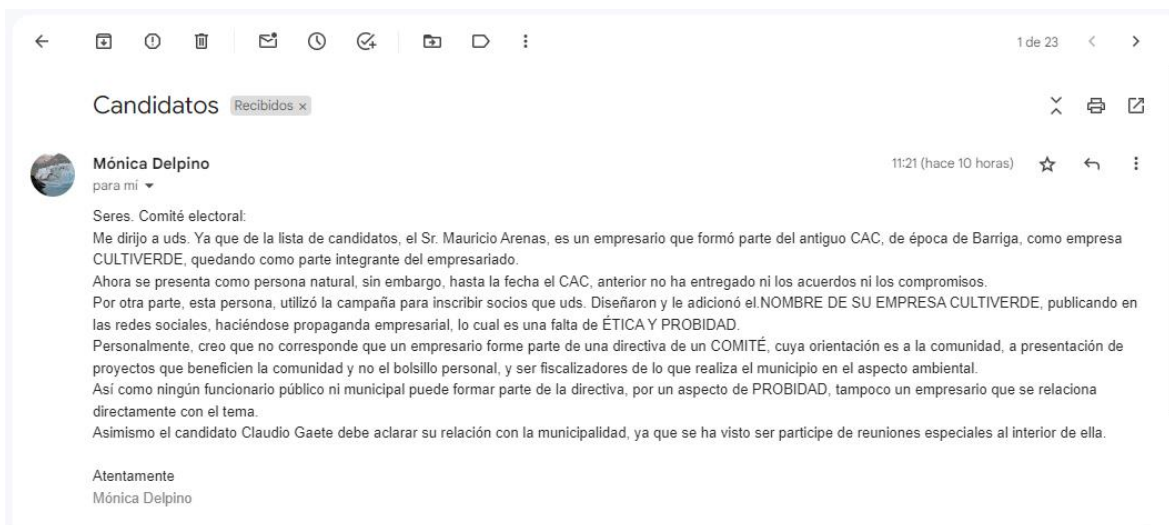 1 de 23
Candidatos Recibidos x
Mónica Delpino 11:21 (hace 10 horas)
para mí
Seres. Comité electoral:
Me dirijo a uds. Ya que de la lista de candidatos, el Sr. Mauricio Arenas, es un empresario que formó parte del antiguo CAC, de época de Barriga, como empresa
CULTIVERDE, quedando como parte integrante del empresariado.
Ahora se presenta como persona natural, sin embargo, hasta la fecha el CAC, anterior no ha entregado ni los acuerdos ni los compromisos.
Por otra parte, esta persona, utilizó la campaña para inscribir socios que uds. Diseñaron y le adicionó el.NOMBRE DE SU EMPRESA CULTIVERDE, publicando en
las redes sociales, haciéndose propaganda empresarial, lo cual es una falta de ÉTICA Y PROBIDAD.
Personalmente, creo que no corresponde que un empresario forme parte de una directiva de un COMITÉ, cuya orientación es a la comunidad, a presentación de
proyectos que beneficien la comunidad y no el bolsillo personal, y ser fiscalizadores de lo que realiza el municipio en el aspecto ambiental.
Así como ningún funcionario público ni municipal puede formar parte de la directiva, por un aspecto de PROBIDAD, tampoco un empresario que se relaciona
directamente con el tema.
Asimismo el candidato Claudio Gaete debe aclarar su relación con la municipalidad, ya que se ha visto ser participe de reuniones especiales al interior de ella.
Atentamente
Mónica Delpino